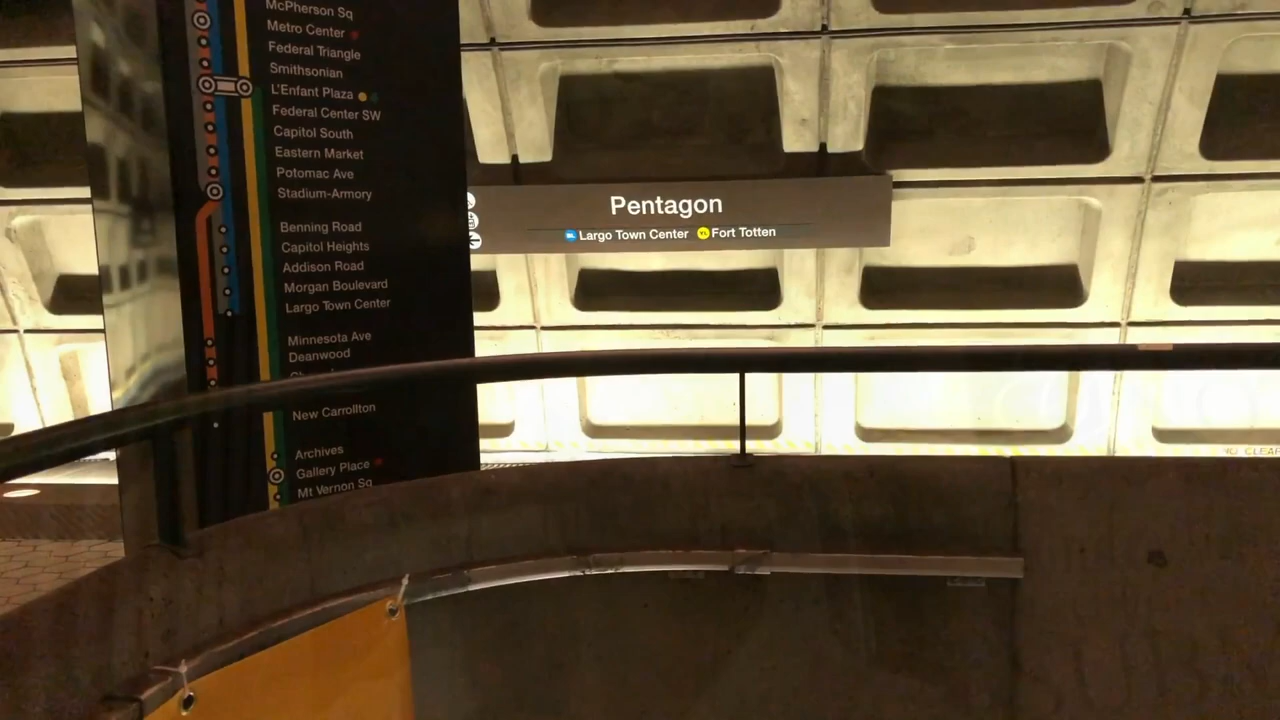 McPherson Sq
Metro Center
Federal Triangle
Smithsonian
L'Enfant Plaza
Federal Center SW
Capitol South
Eastern Market
Potomac Ave
Stadium-Armory
Benning Road
Capitol Heights
Addison Road
Morgan Boulevard
Largo Town Center
Minnesota Ave
Deanwood
New Carrollton
Archives
Gallery Place
Mt Vernon Sq
Pentagon
BL Largo Town Center YL Fort Totten